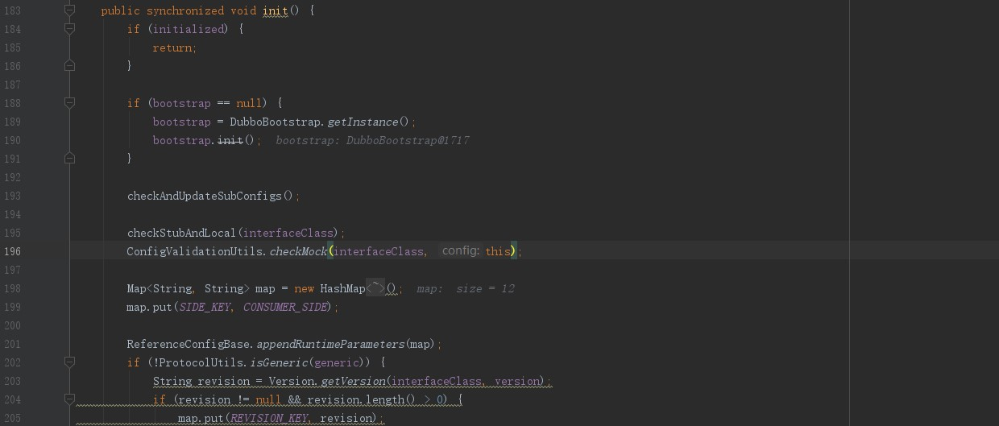 183 public synchronized void init() {
184 if (initialized) {
185 return;
186 }
187
188 if (bootstrap == null) {
189 bootstrap = DubboBootstrap.getInstance();
190 bootstrap.init(); bootstrap: DubboBootstrap@1717
191 }
192
193 checkAndUpdateSubConfigs();
194
195 checkStubAndLocal(interfaceClass);
196 ConfigValidationUtils.checkMock(interfaceClass, config: this);
197
198 Map<String, String> map = new HashMap<~>(); map: size = 12
199 map.put(SIDE_KEY, CONSUMER_SIDE);
200
201 ReferenceConfigBase.appendRuntimeParameters(map);
202 if (!ProtocolUtils.isGeneric(generic)) {
203 String revision = Version.getVersion(interfaceClass, version);
204 if (revision != null && revision.length() > 0) {
205 map.put(REVISION_KEY, revision);